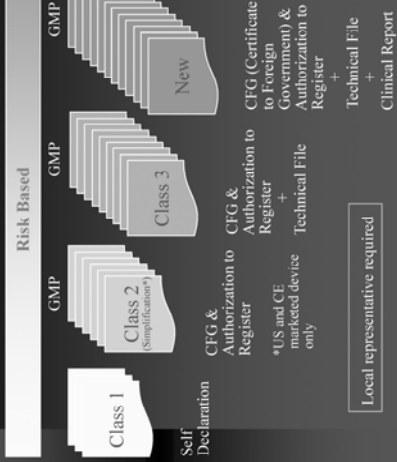 Risk Based
GMP
GMP
GMP
Class 1
Class 2
(Simplification*)
Class 3
New
Self
Declaration
CFG &
Authorization to
Register
*US and CE
marketed device
only
CFG &
Authorization to
Register
+
Technical File
CFG (Certificate
to Foreign
Government) &
Authorization to
Register
+
Technical File
+
Clinical Report
Local representative required